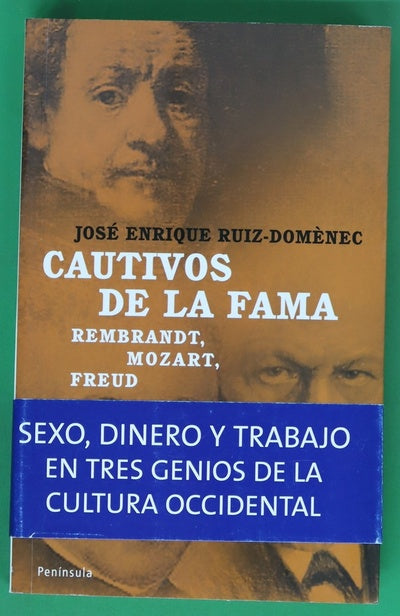 JOSÉ ENRIQUE RUIZ-DOMÈNEC
CAUTIVOS
DE LA FAMA
REMBRANDT,
MOZART,
FREUD
SEXO, DINERO Y TRABAJO
EN TRES GENIOS DE LA
CULTURA OCCIDENTAL
Península